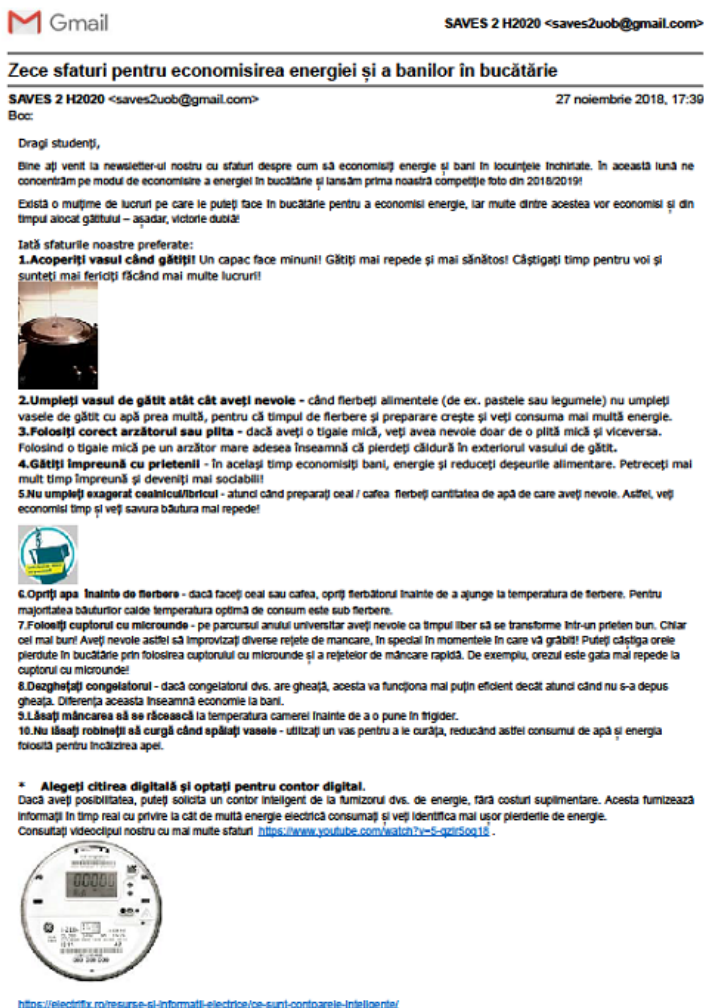 Gmail
SAVES 2 H2020 <saves2uob@gmail.com>
Zece sfaturi pentru economisirea energiei și a banilor în bucătărie
SAVES 2 H2020 <saves2uob@gmail.com>
27 noiembrie 2018, 17:39
Bcc:
Dragi studenți,
Bine ați venit la newsletter-ul nostru cu sfaturi despre cum să economisiți energie și bani în locuințele închiriate. În această lună ne
concentrăm pe modul de economisire a energiei în bucătărie și lansăm prima noastră competiție foto din 2018/2019!
Există o mulțime de lucruri pe care le puteți face în bucătărie pentru a economisi energie, iar multe dintre acestea vor economisi și din
timpul alocat gătitului – așadar, victorie dublă!
Iată sfaturile noastre preferate:
1.Acoperiți vasul când gătiți! Un capac face minuni! Gătiți mai repede și mai sănătos! Câștigați timp pentru voi și
sunteți mai fericiți făcând mai multe lucruri!
2.Umpleți vasul de gătit atât cât aveți nevoie - când fierbeți alimentele (de ex. pastele sau legumele) nu umpleți
vasele de gătit cu apă prea multă, pentru că timpul de fierbere și preparare crește și veți consuma mai multă energie.
3.Folosiți corect arzătorul sau plita - dacă aveți o tigaie mică, veți avea nevoie doar de o plită mică și viceversa.
Folosind o tigaie mică pe un arzător mare adesea înseamnă că pierdeți căldură în exteriorul vasului de gătit.
4.Gătiți împreună cu prietenii - în același timp economisiți bani, energie și reduceți deșeurile alimentare. Petreceți mai
mult timp împreună și deveniți mai sociabili!
5.Nu umpleți exagerat ceainicul/ibricul - atunci când preparați ceai / cafea fierbeți cantitatea de apă de care aveți nevoie. Astfel, veți
economisi timp și veți savura băutura mai repede!
6.Opriți apa înainte de fierbere - dacă faceți ceai sau cafea, opriți fierbătorul înainte de a ajunge la temperatura de fierbere. Pentru
majoritatea băuturilor calde temperatura optimă de consum este sub fierbere.
7.Folosiți cuptorul cu microunde - pe parcursul anului universitar aveți nevoie ca timpul liber să se transforme într-un prieten bun. Chiar
cel mai bun! Aveți nevoie astfel să improvizați diverse rețete de mancare, în special în momentele în care vă grăbiți! Puteți câștiga orele
pierdute în bucătărie prin folosirea cuptorului cu microunde și a rețetelor de mâncare rapidă. De exemplu, orezul este gata mai repede la
cuptorul cu microunde!
8.Dezghețați congelatorul - dacă congelatorul dvs. are gheață, acesta va funcționa mai puțin eficient decât atunci când nu s-a depus
gheața. Diferența aceasta înseamnă economie la bani.
9.Lăsați mâncarea să se răcească la temperatura camerei înainte de a o pune în frigider.
10.Nu lăsați robineții să curgă când spălați vasele - utilizați un vas pentru a le curăța, reducând astfel consumul de apă și energia
folosită pentru încălzirea apei.
* Alegeți citirea digitală și optați pentru contor digital.
Dacă aveți posibilitatea, puteți solicita un contor inteligent de la furnizorul dvs. de energie, fără costuri suplimentare. Acesta furnizează
informații în timp real cu privire la cât de multă energie electrică consumați și veți identifica mai ușor pierderile de energie.
Consultați videoclipul nostru cu mai multe sfaturi https://www.youtube.com/watch?v=5-qzlr5og18 .
https://electrifix.ro/resurse-si-informatii-electrice/ce-sunt-contoarele-inteligente/